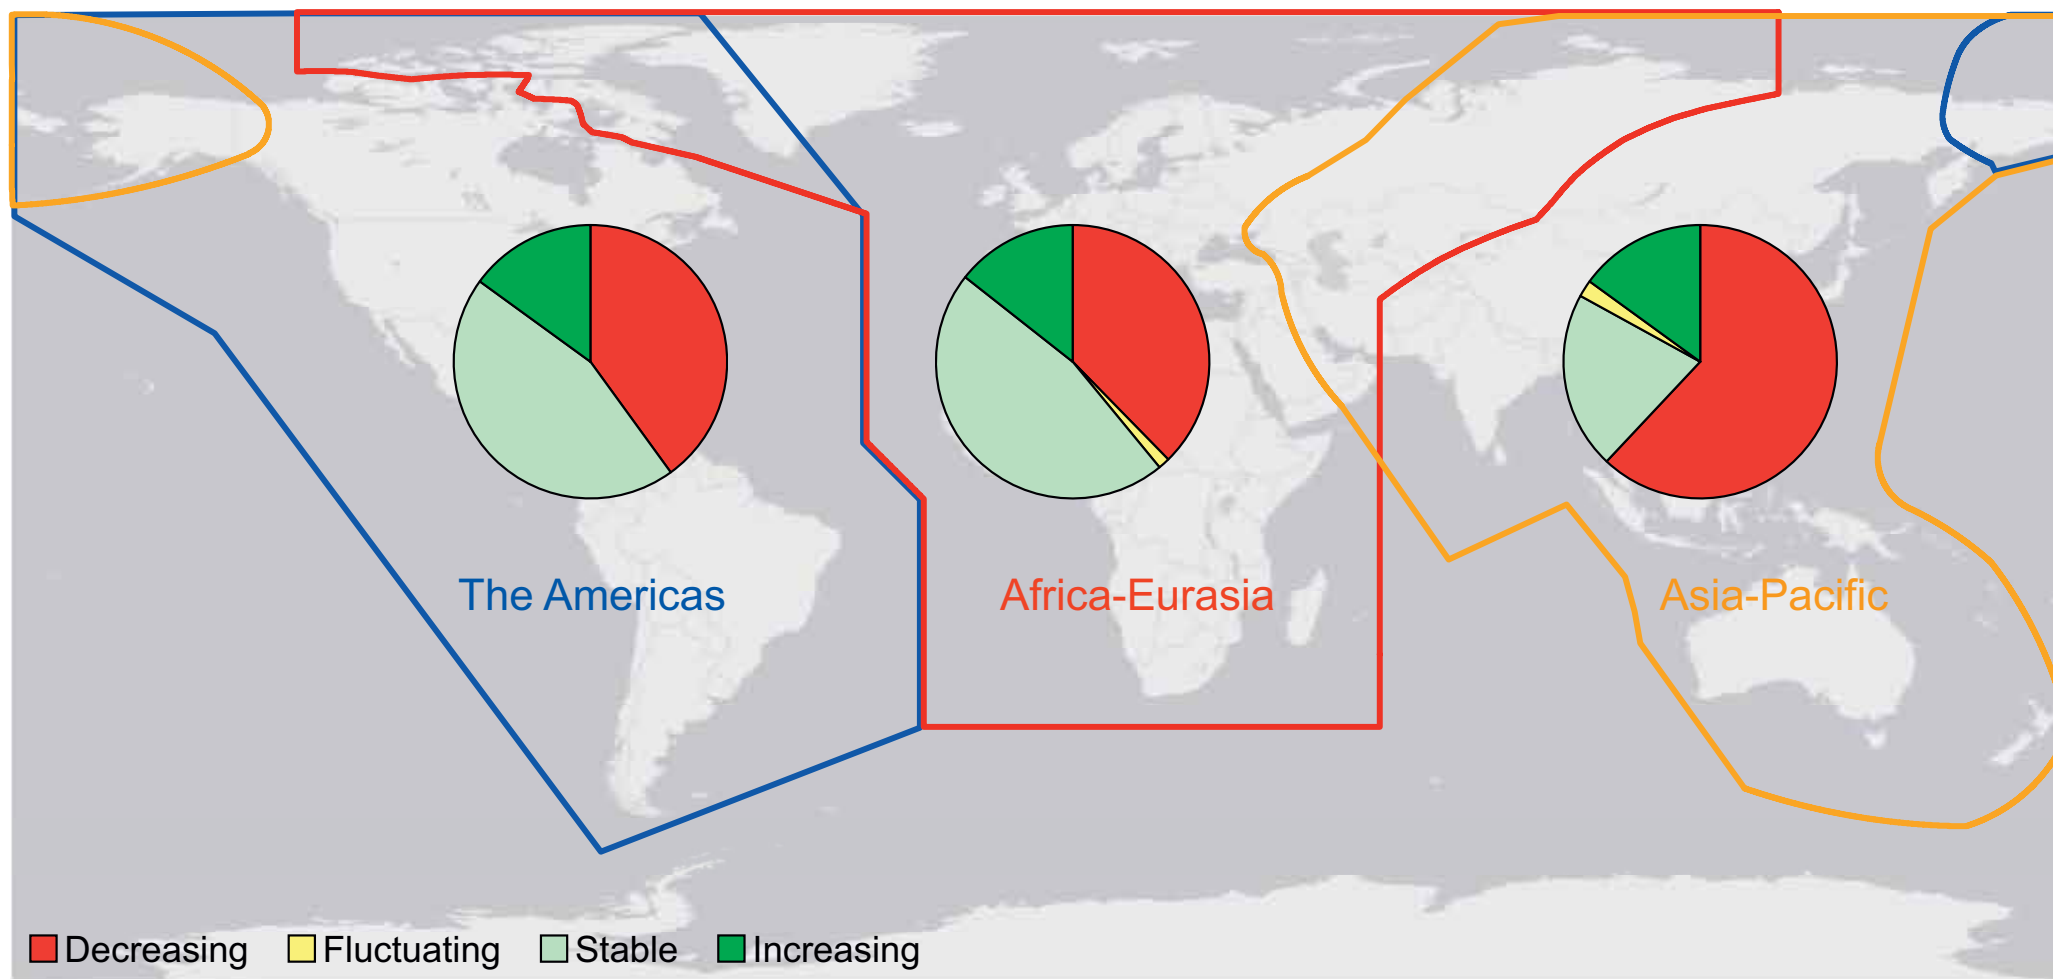 The Americas
Africa-Eurasia
Asia-Pacific
Decreasing
Fluctuating
Stable
Increasing